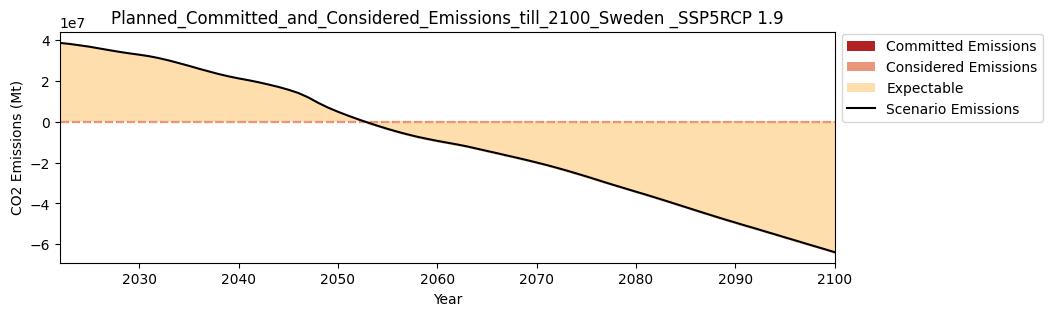 Planned_Committed_and_Considered_Emissions_till_2100_Sweden _SSP5RCP 1.9
1e7
4
2
0
−2
−4
−6
CO2 Emissions (Mt)
2030 2040 2050 2060 2070 2080 2090 2100
Year
Committed Emissions
Considered Emissions
Expectable
Scenario Emissions